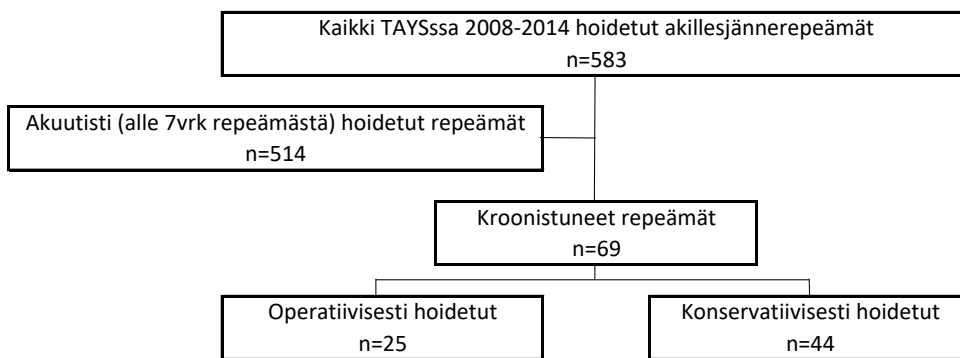 Kaikki TAYSssa 2008-2014 hoidetut akillesjännerepeämät
n=583
Akuutisti (alle 7vrk repeämästä) hoidetut repeämät
n=514
Kroonistuneet repeämät
n=69
Operatiivisesti hoidetut
n=25
Konservatiivisesti hoidetut
n=44